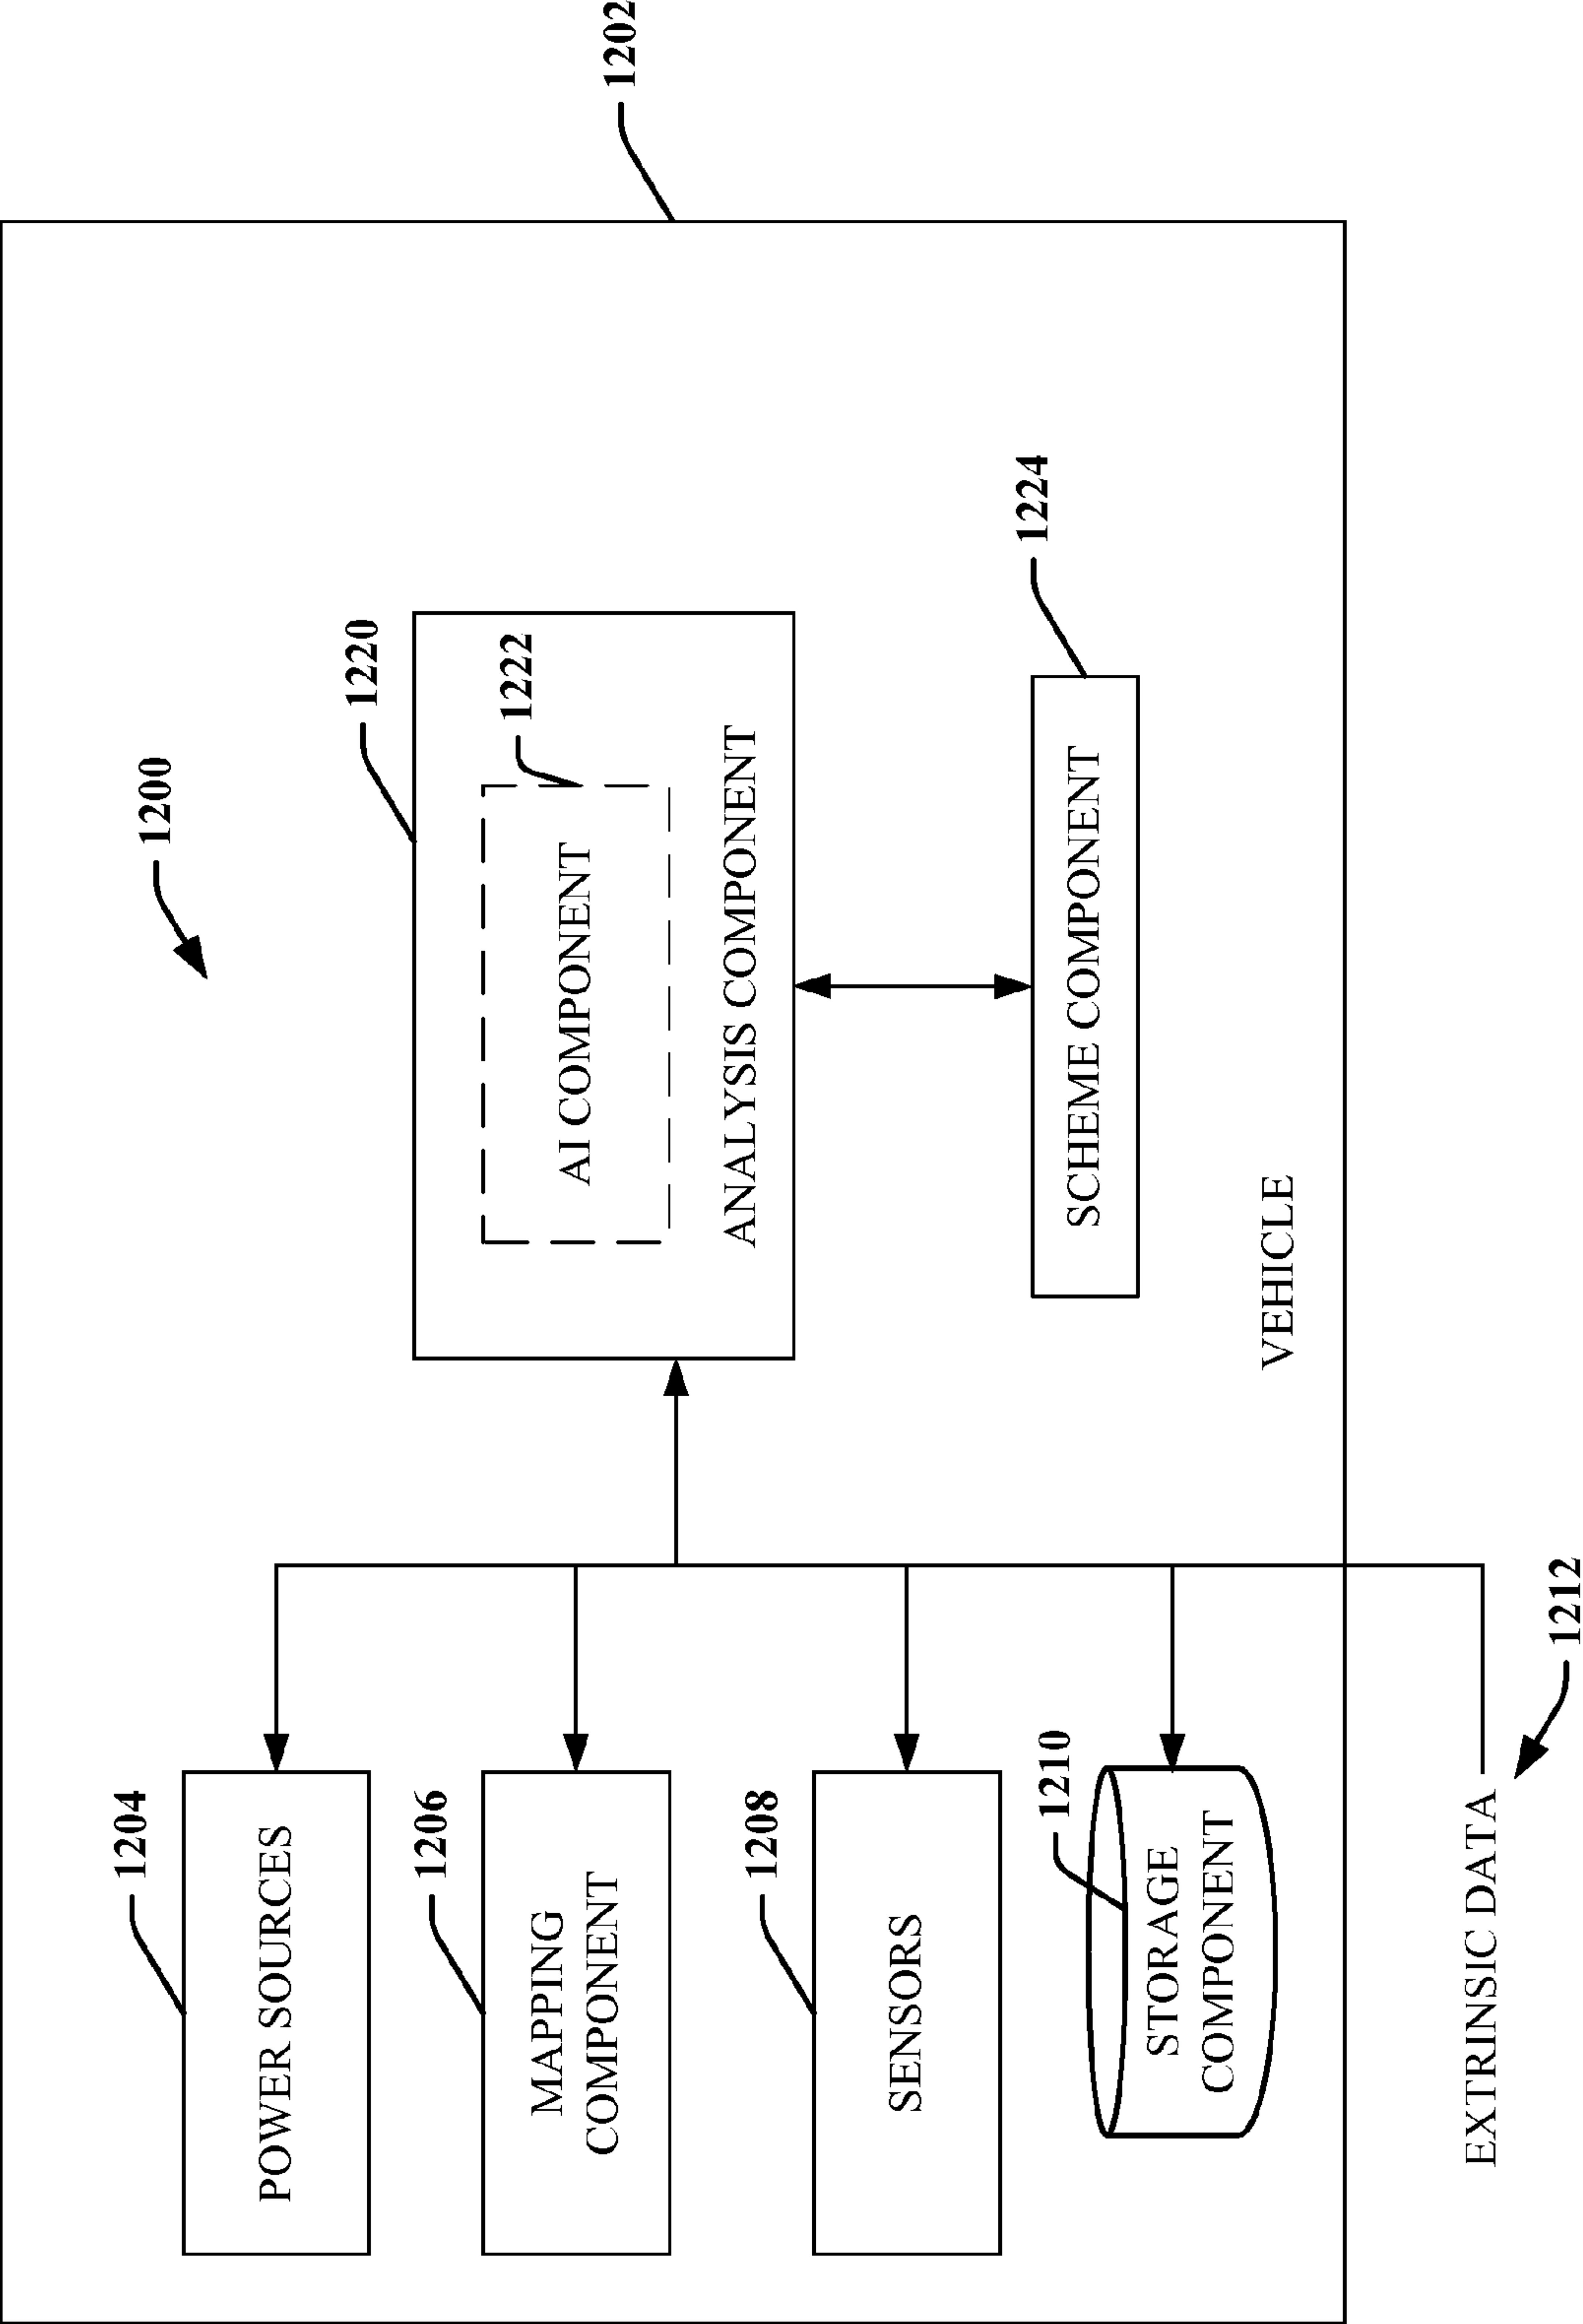 1200
1202
1204
POWER SOURCES
1206
MAPPING
COMPONENT
1208
SENSORS
1210
STORAGE
COMPONENT
EXTRINSIC DATA
1212
1220
1222
AI COMPONENT
ANALYSIS COMPONENT
1224
SCHEME COMPONENT
VEHICLE